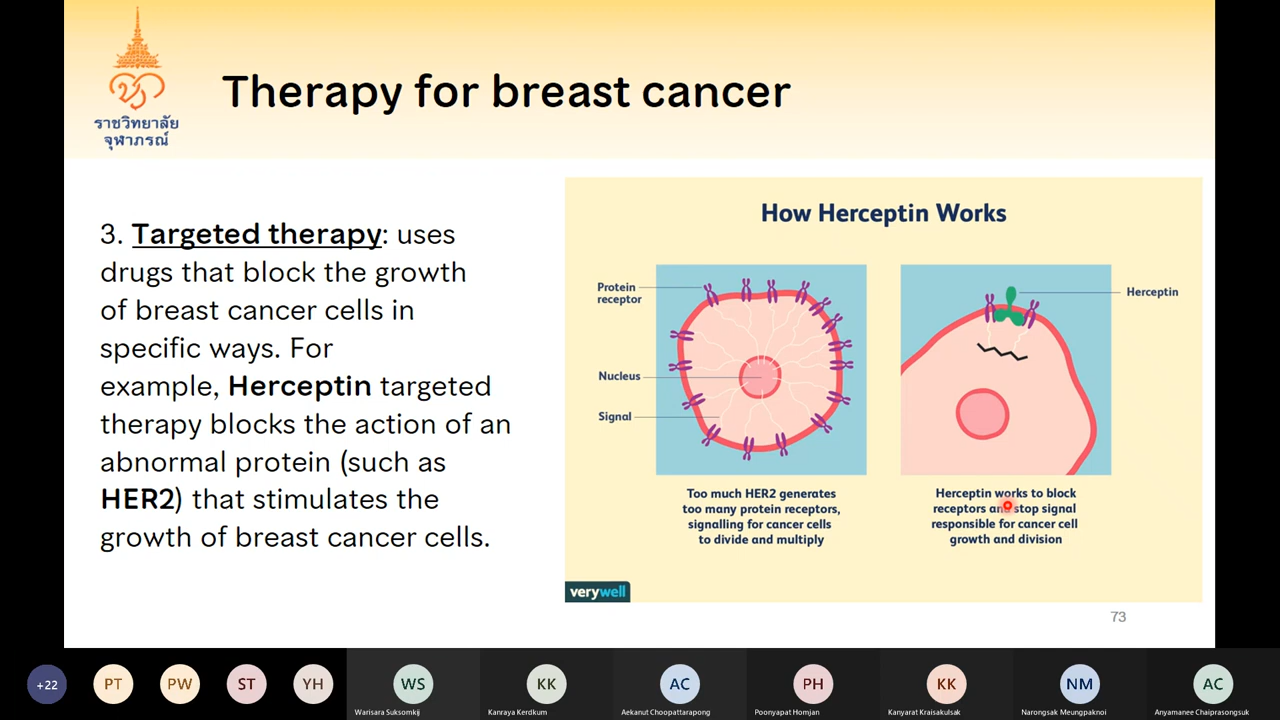 ราชวิทยาลัย
จุฬาภรณ์
Therapy for breast cancer
3. Targeted therapy: uses
drugs that block the growth
of breast cancer cells in
specific ways. For
example, Herceptin targeted
therapy blocks the action of an
abnormal protein (such as
HER2) that stimulates the
growth of breast cancer cells.
How Herceptin Works
Protein
receptor
Nucleus
Signal
Herceptin
Too much HER2 generates
too many protein receptors,
signalling for cancer cells
to divide and multiply
Herceptin works to block
receptors and stop signal
responsible for cancer cell
growth and division
verywell
73
+22
PT
PW
ST
YH
WS
KK
AC
PH
KK
NM
AC
Warisara Suksomkij
Kanraya Kerdkum
Aekanut Choopattarapong
Poonyapat Homjan
Kanyarat Kraisakulsak
Narongsak Meungpaknoi
Anyamanee Chaiprasongsuk